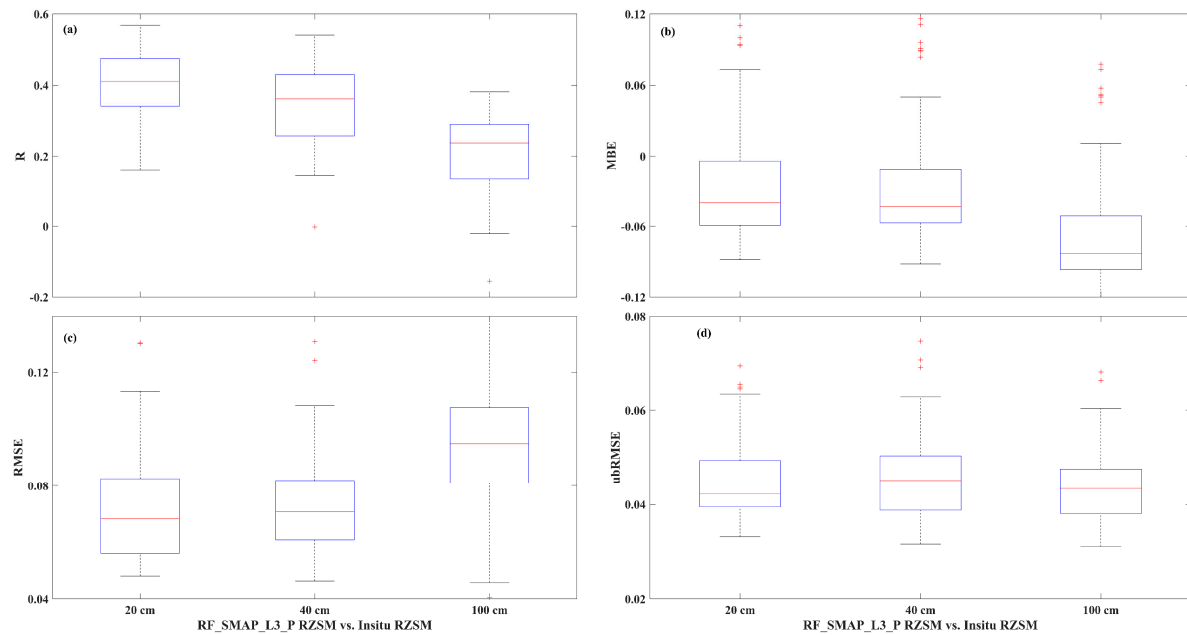 (a)
0.6
0.4
0.2
0
-0.2
R
(b)
0.12
0.06
0
-0.06
-0.12
MBE
(c)
0.12
0.08
0.04
RMSE
20 cm
40 cm
100 cm
RF_SMAP_L3_P RZSM vs. Insitu RZSM
(d)
0.08
0.06
0.04
0.02
ubRMSE
20 cm
40 cm
100 cm
RF_SMAP_L3_P RZSM vs. Insitu RZSM